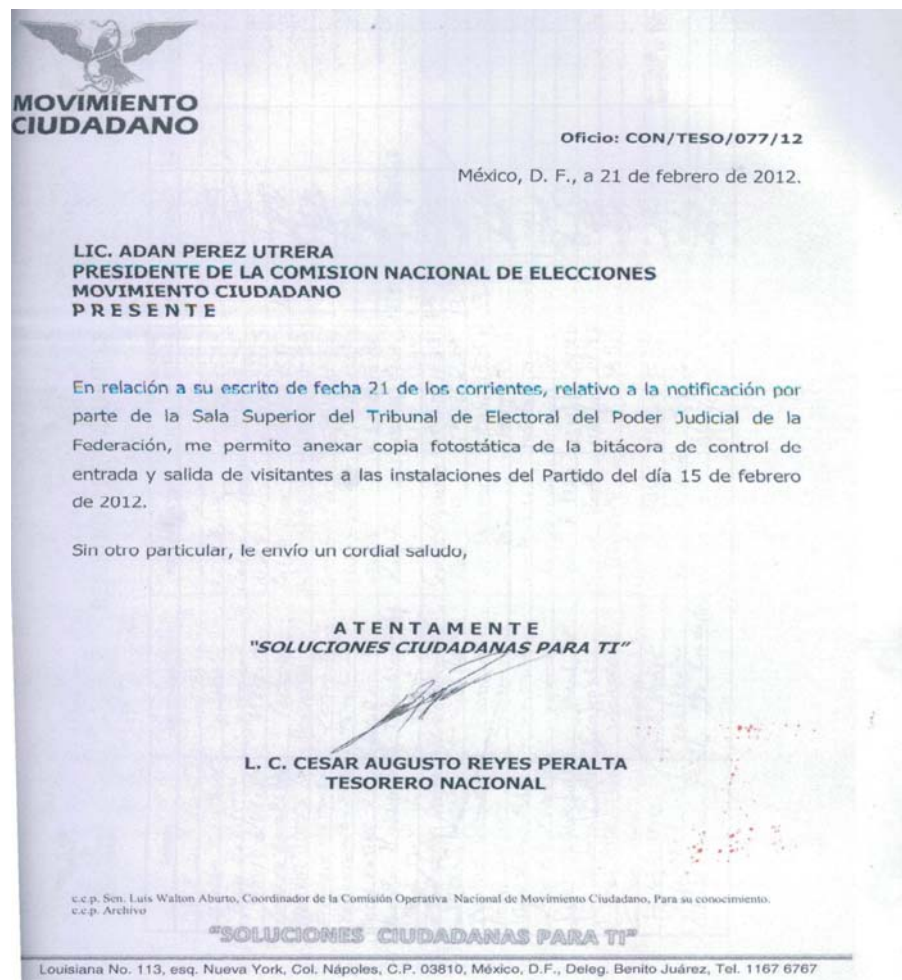 MOVIMIENTO
CIUDADANO
Oficio: CON/TESO/077/12
México, D. F., a 21 de febrero de 2012.
LIC. ADAN PEREZ UTRERA
PRESIDENTE DE LA COMISION NACIONAL DE ELECCIONES
MOVIMIENTO CIUDADANO
P R E S E N T E
En relación a su escrito de fecha 21 de los corrientes, relativo a la notificación por
parte de la Sala Superior del Tribunal de Electoral del Poder Judicial de la
Federación, me permito anexar copia fotostática de la bitácora de control de
entrada y salida de visitantes a las instalaciones del Partido del día 15 de febrero
de 2012.
Sin otro particular, le envío un cordial saludo,
A T E N T A M E N T E
"SOLUCIONES CIUDADANAS PARA TI"
L. C. CESAR AUGUSTO REYES PERALTA
TESORERO NACIONAL
c.c.p. Sen. Luis Walton Aburto, Coordinador de la Comisión Operativa Nacional de Movimiento Ciudadano, Para su conocimiento.
c.c.p. Archivo
"SOLUCIONES CIUDADANAS PARA TI"
Louisiana No. 113, esq. Nueva York, Col. Nápoles, C.P. 03810, México, D.F., Deleg. Benito Juárez, Tel. 1167 6767